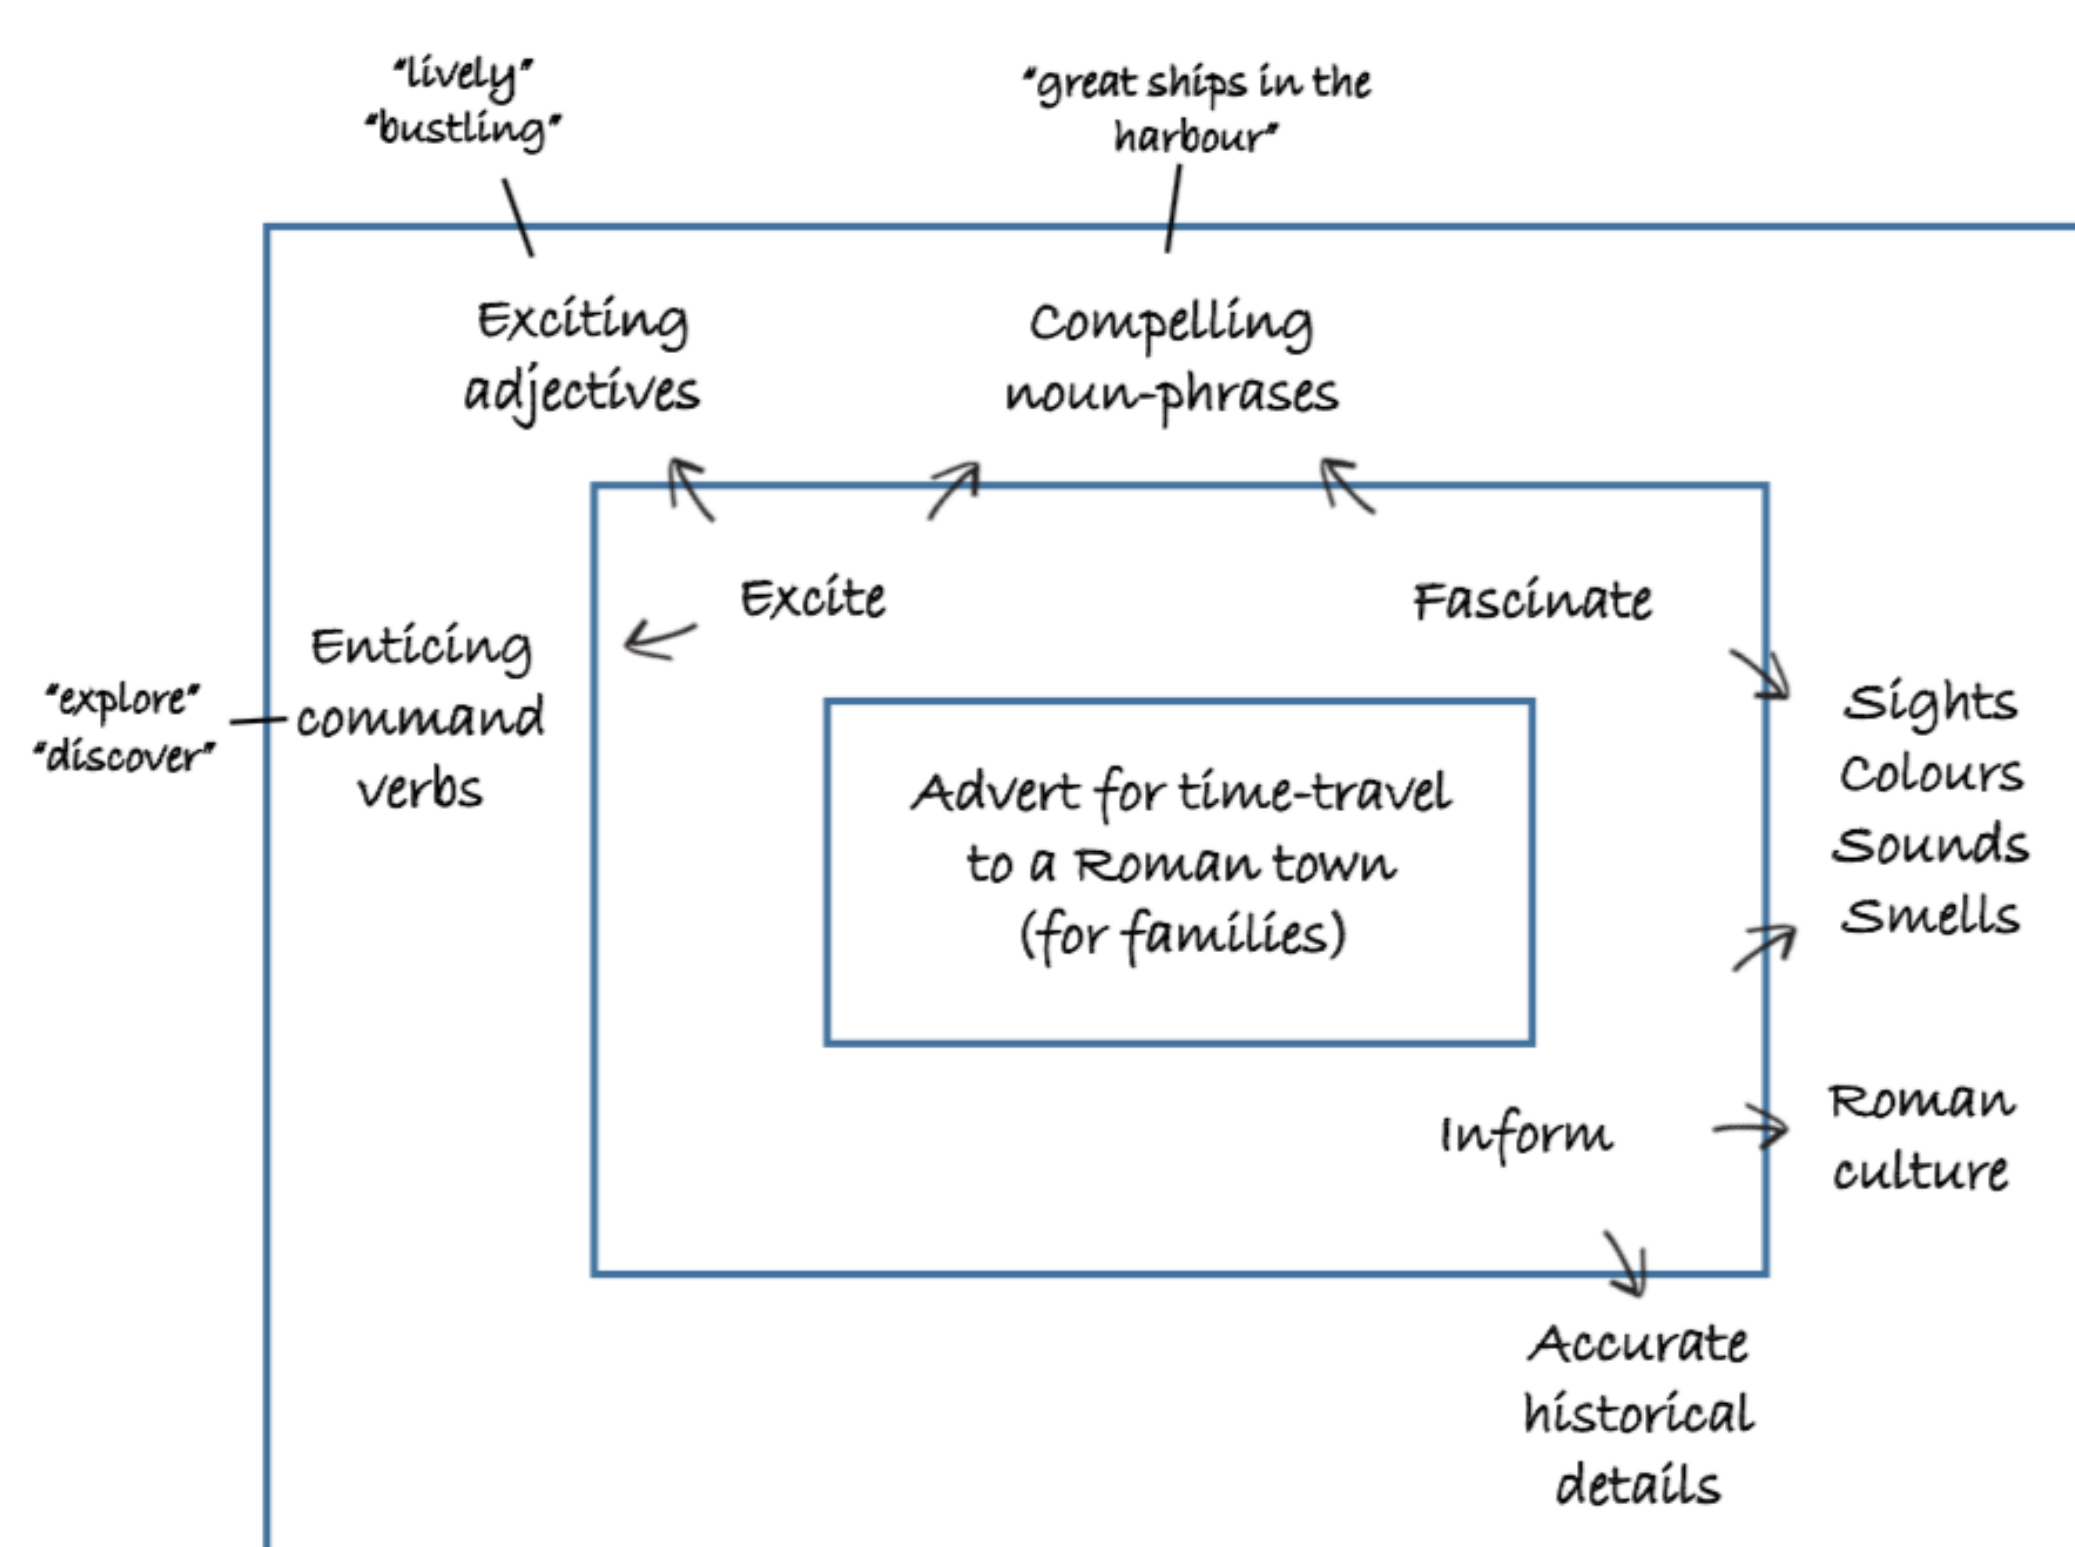 “lively”
“bustling”
“great ships in the
harbour”
Exciting
adjectives
Compelling
noun-phrases
Excite
Fascinate
Enticing
command
verbs
“explore”
“discover”
Sights
Colours
Sounds
Smells
Advert for time-travel
to a Roman town
(for families)
Inform
Roman
culture
Accurate
historical
details